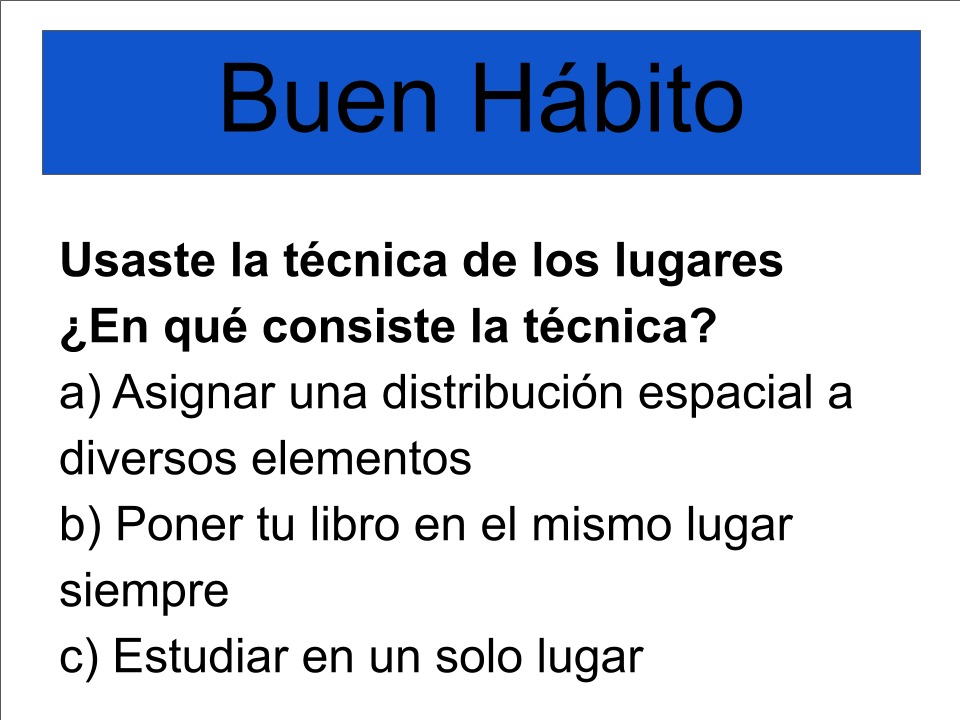 Buen Hábito
Usaste la técnica de los lugares
¿En qué consiste la técnica?
a) Asignar una distribución espacial a
diversos elementos
b) Poner tu libro en el mismo lugar
siempre
c) Estudiar en un solo lugar